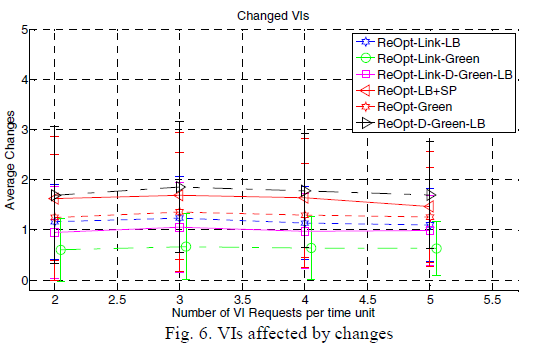 Changed VIs
5
4
3
2
1
0
Average Changes
ReOpt-Link-LB
ReOpt-Link-Green
ReOpt-Link-D-Green-LB
ReOpt-LB+SP
ReOpt-Green
ReOpt-D-Green-LB
2 2.5 3 3.5 4 4.5 5 5.5
Number of VI Requests per time unit
Fig. 6. VIs affected by changes